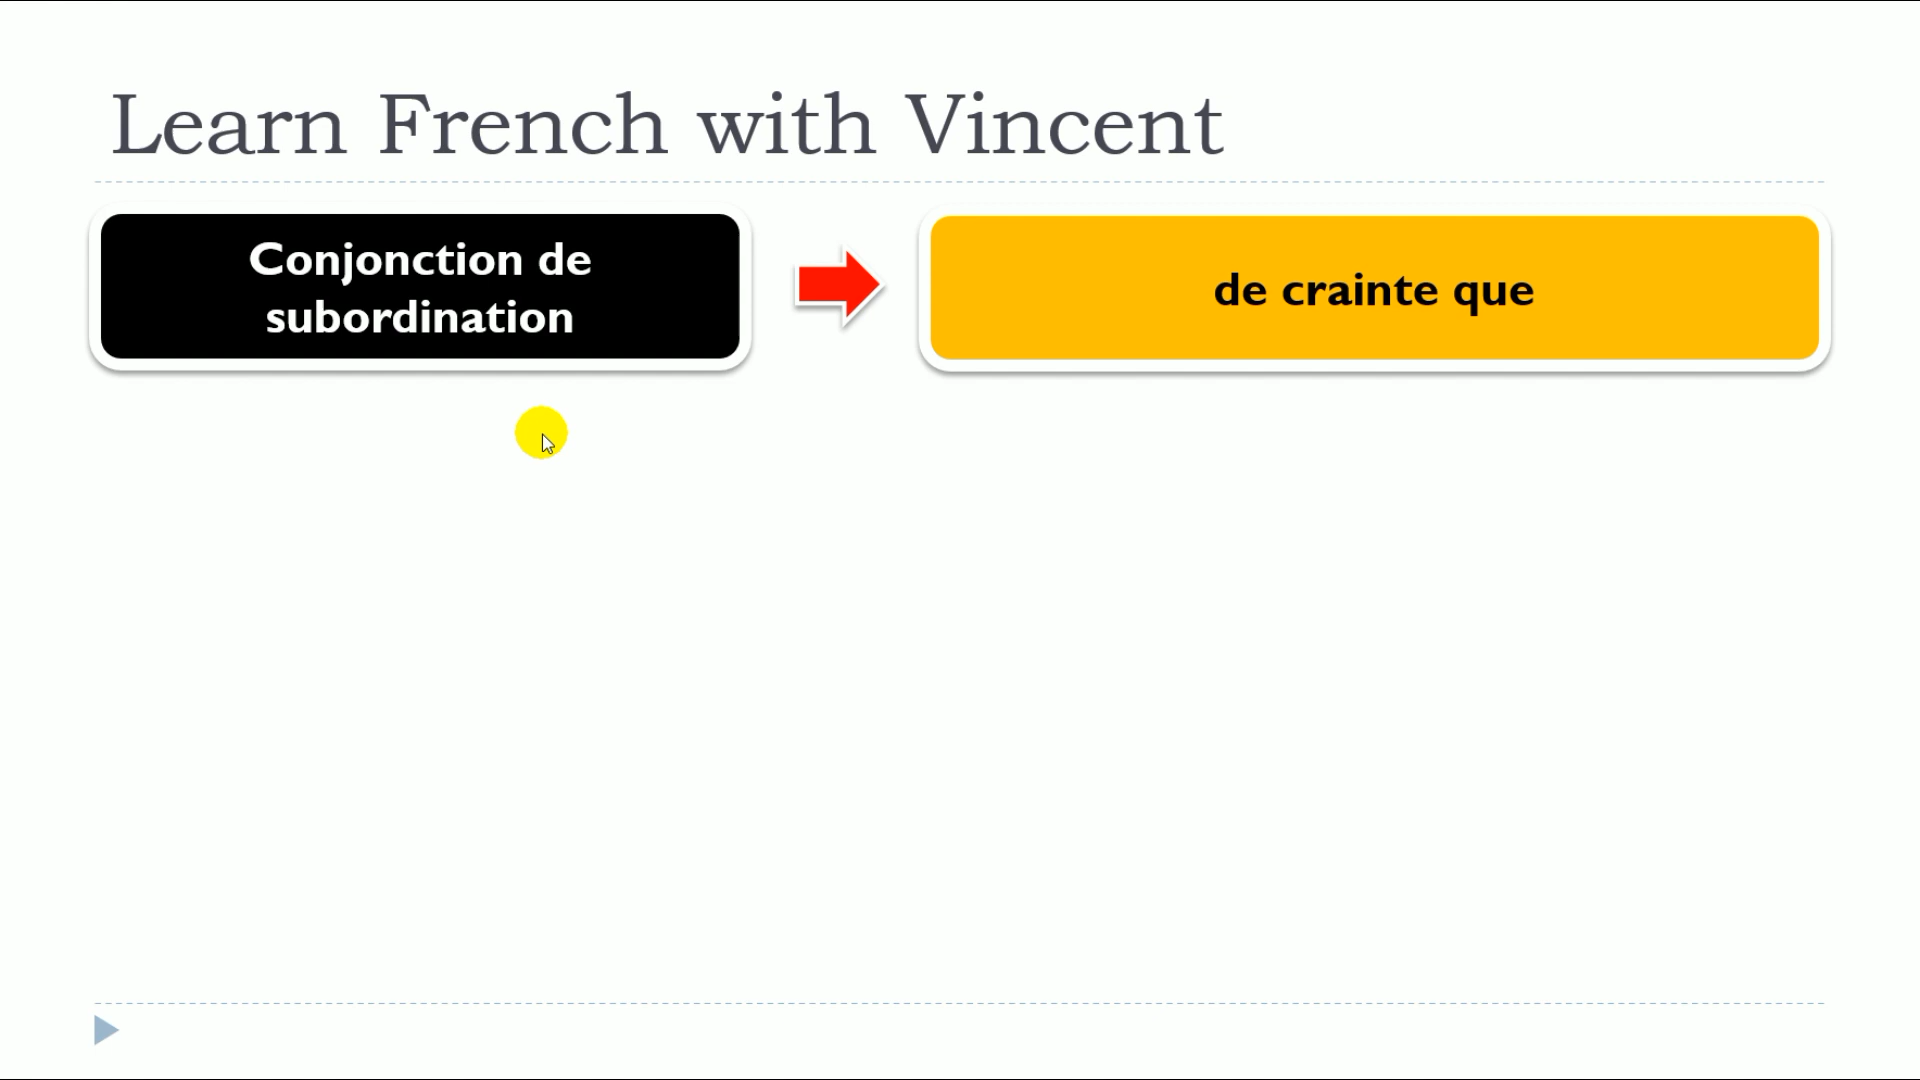 Learn French with Vincent
Conjonction de
subordination
de crainte que